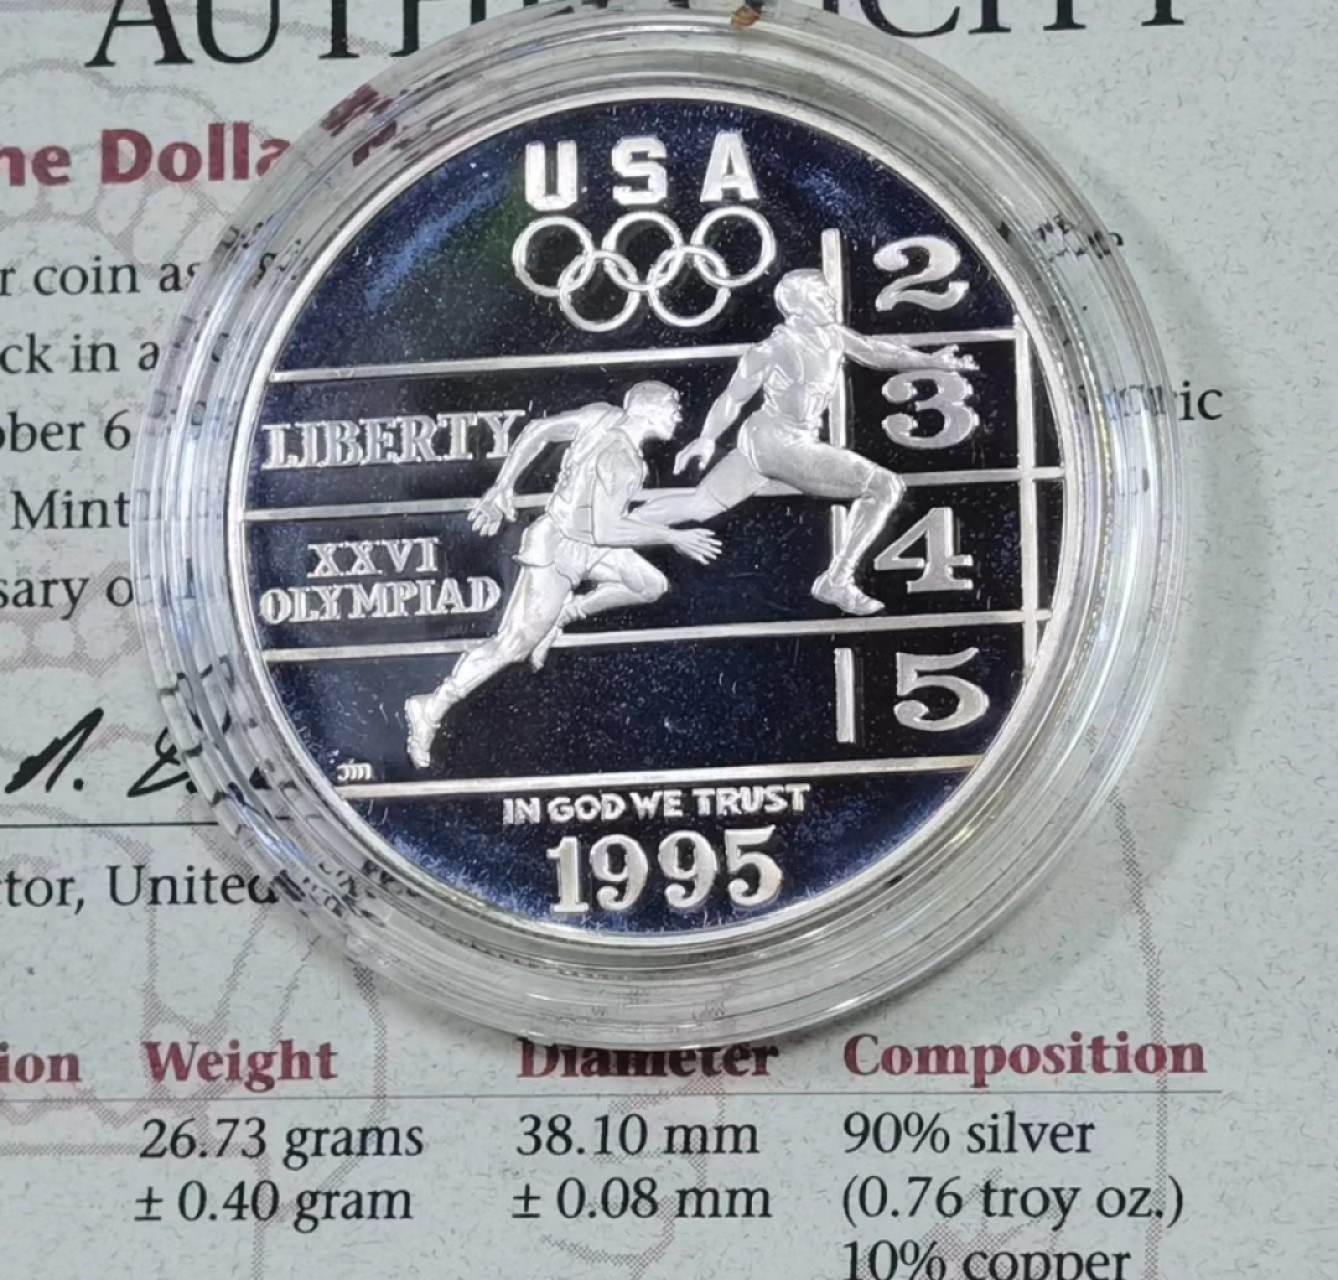 USA
2
3
LIBERTY
4
XXVI
OLYMPIAD
5
jm
IN GOD WE TRUST
1995
Dolla
r coin as
ck in a
ber 6
Mint
sary o
tor, United
ion Weight Diameter Composition
26.73 grams 38.10 mm 90% silver
± 0.40 gram ± 0.08 mm (0.76 troy oz.)
10% copper